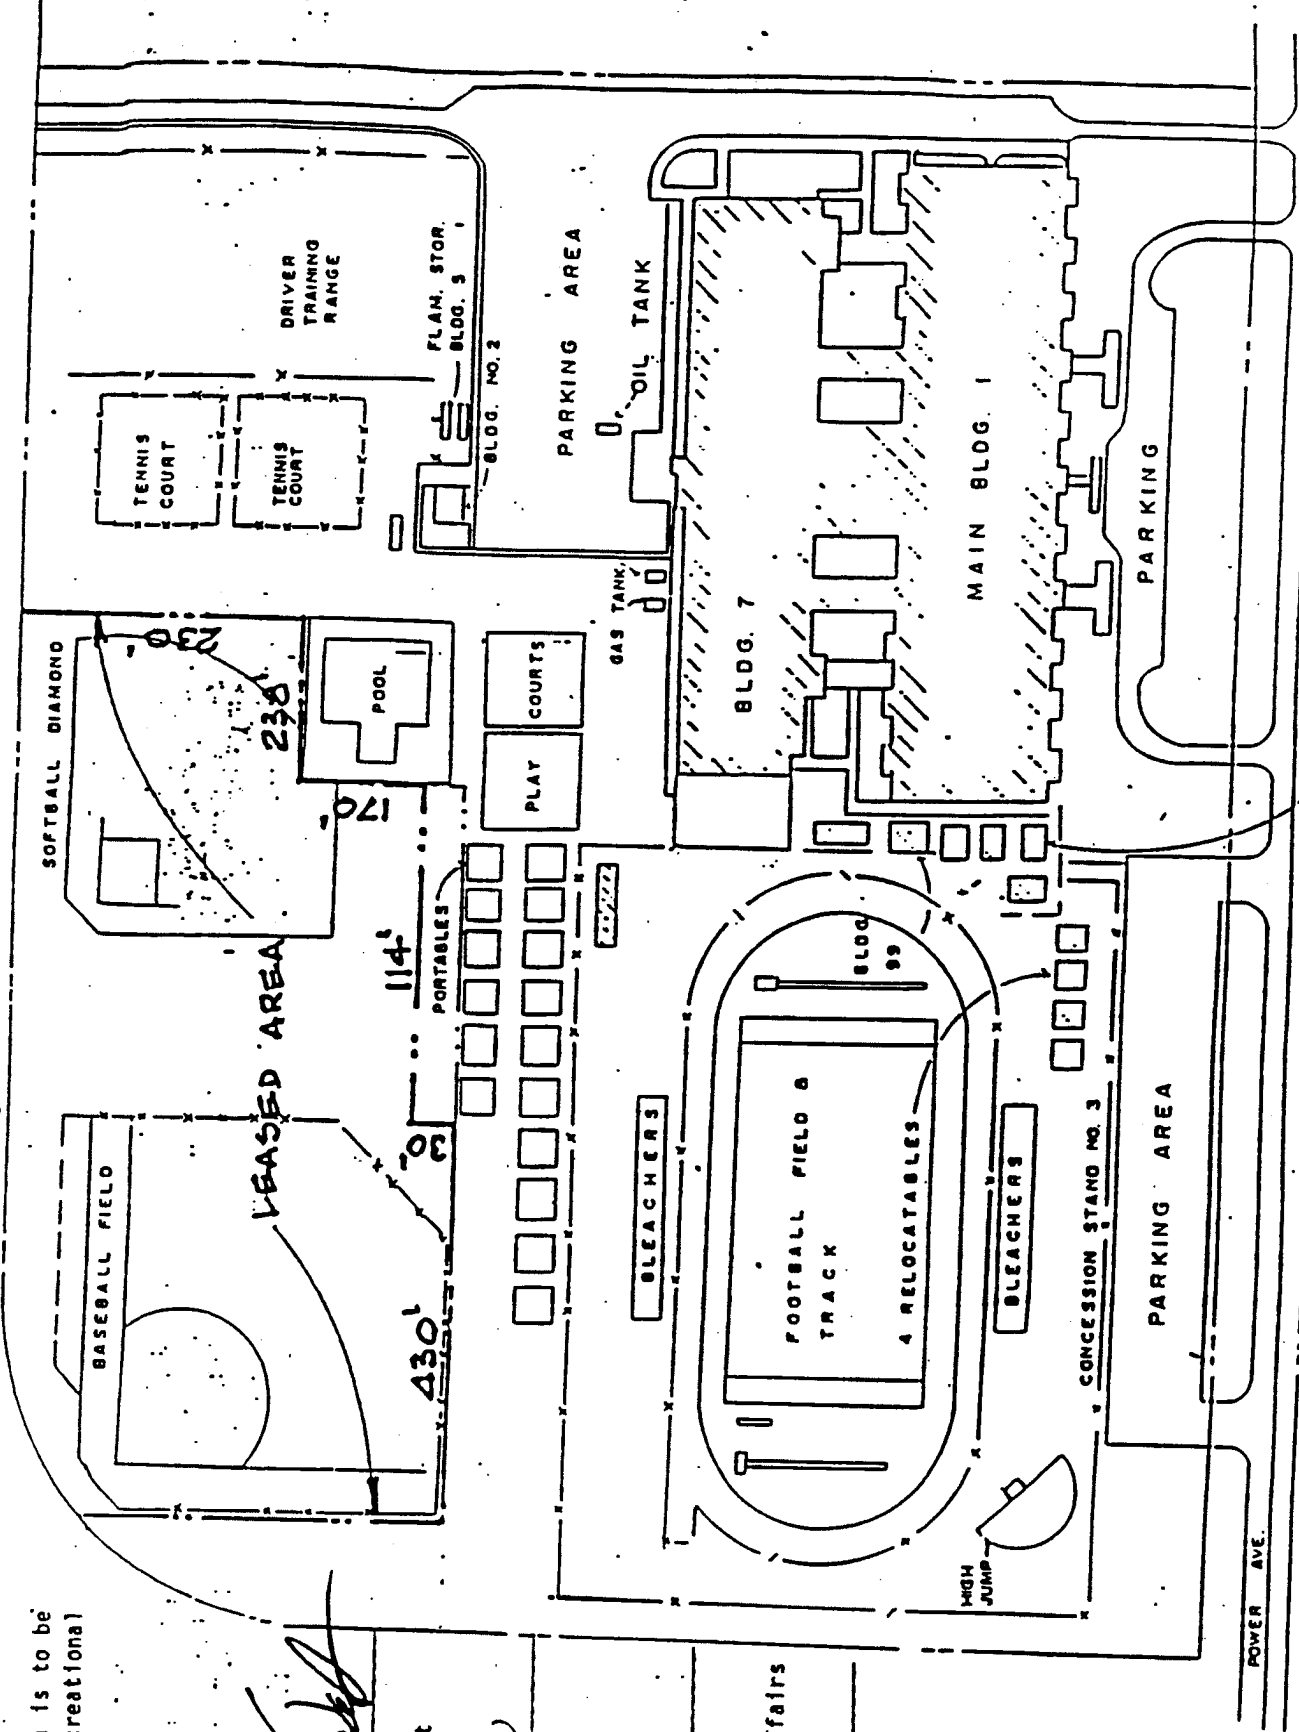 SOFTBALL DIAMOND
230
230
TENNIS
COURT
TENNIS
COURT
DRIVER
TRAINING
RANGE
FLAM. STOR.
BLDG. 5
BLDG. NO. 2
PARKING AREA
OIL TANK
GAS TANK
POOL
PLAY COURTS
170
114'
PORTABLES
LEASED AREA
BASEBALL FIELD
30
430'
BLDG. 7
MAIN BLDG. 1
PARKING
BLDG
99
BLEACHERS
FOOTBALL FIELD &
TRACK
4 RELOCATABLES
BLEACHERS
CONCESSION STAND NO. 3
PARKING AREA
HIGH
JUMP
POWER AVE.
is to be
reational
t
)
ffairs